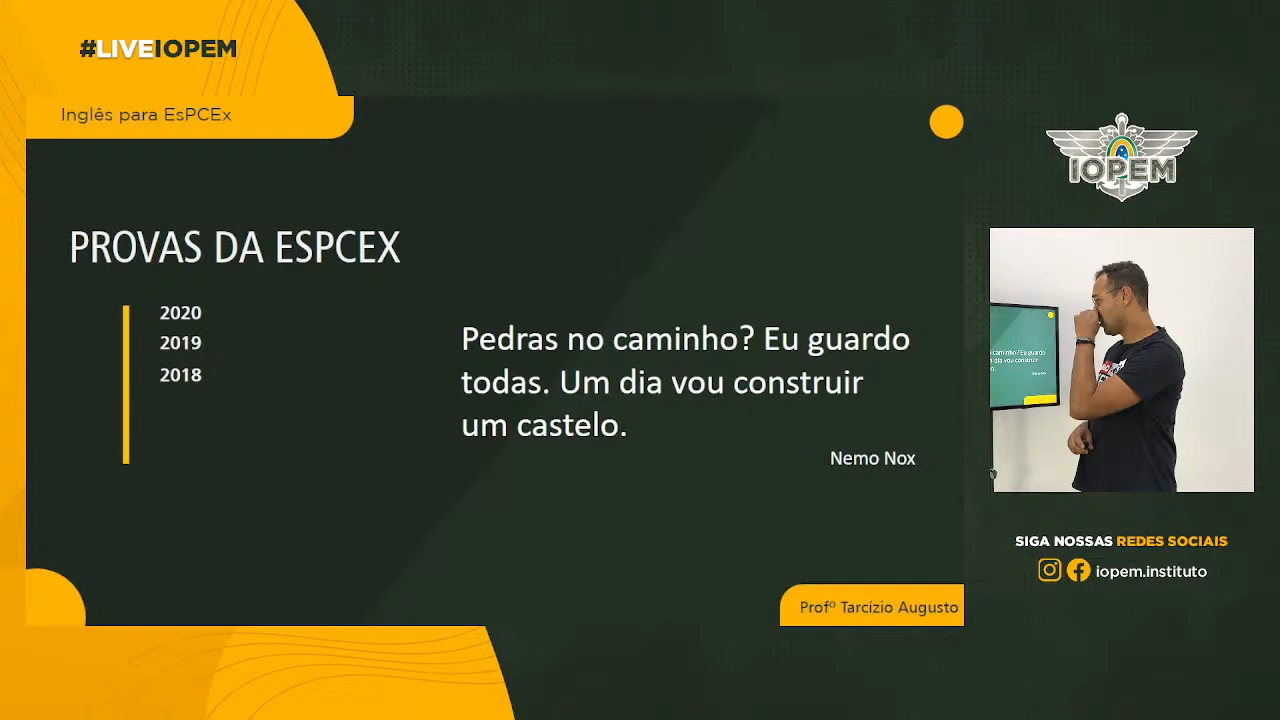 #LIVEIOPEM
Inglês para EsPCEx
IOPEM
PROVAS DA ESPCEX
2020
2019
2018
Pedras no caminho? Eu guardo
todas. Um dia vou construir
um castelo.
Nemo Nox
Profº Tarcízio Augusto
SIGA NOSSAS REDES SOCIAIS
iopem.instituto